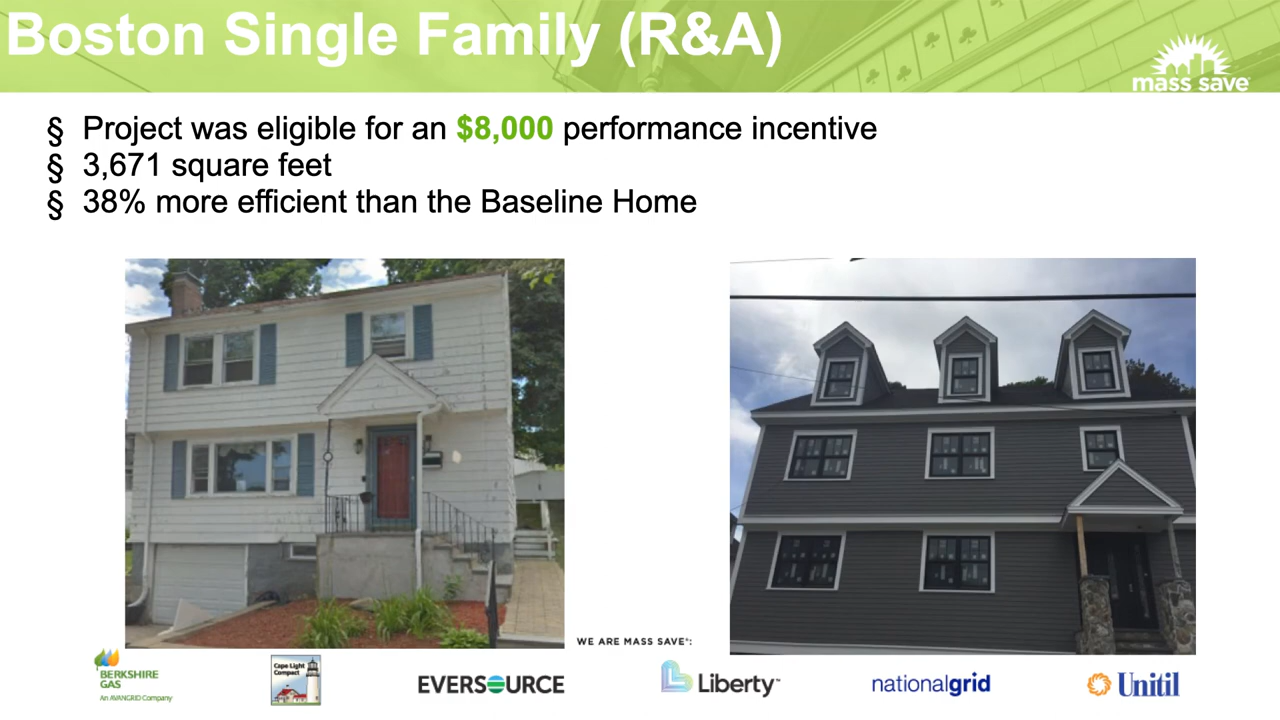 Boston Single Family (R&A)
mass save
§ Project was eligible for an $8,000 performance incentive
§ 3,671 square feet
§ 38% more efficient than the Baseline Home
WE ARE MASS SAVE®:
BERKSHIRE
GAS
An AVANGRID Company
Cape Light
Compact
EVERSOURCE
Liberty™
nationalgrid
Unitil